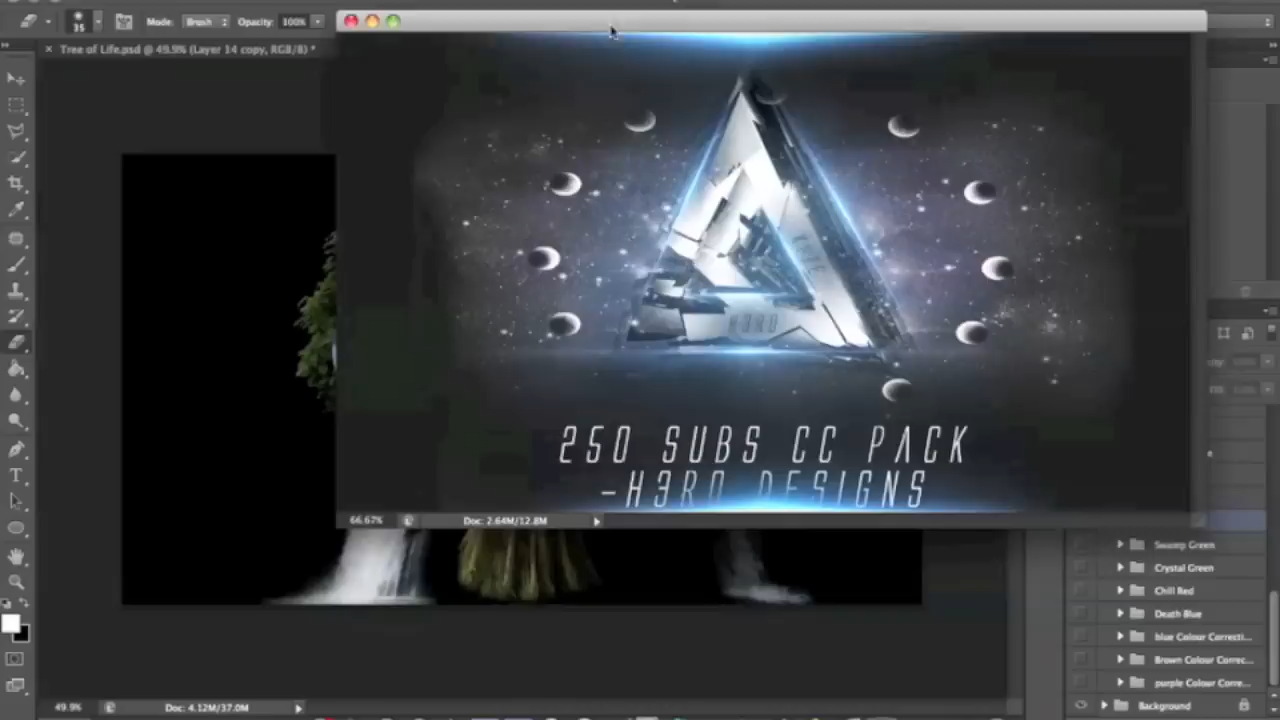 35
Mode:
Brush
Opacity:
100%
× Tree of Life.psd @ 49.9% (Layer 14 copy, RGB/8) *
H3RO
250 SUBS CC PACK
-H3RO DESIGNS
66.67%
Doc: 2.64M/12.8M
Swamp Green
Crystal Green
Chill Red
Death Blue
blue Colour Correcti...
Brown Colour Correc...
purple Colour Corre...
Background
49.9%
Doc: 4.12M/37.0M